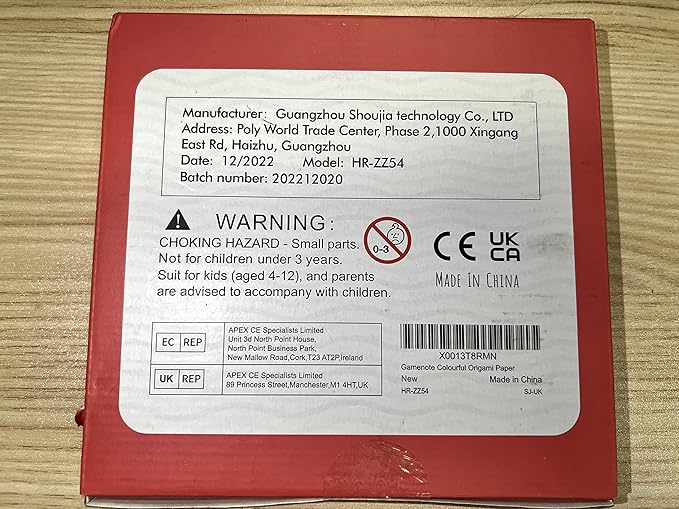 Manufacturer: Guangzhou Shoujia technology Co., LTD
Address: Poly World Trade Center, Phase 2,1000 Xingang
East Rd, Haizhu, Guangzhou
Date: 12/2022 Model: HR-ZZ54
Batch number: 202212020
WARNING:
CHOKING HAZARD - Small parts.
Not for children under 3 years.
Suit for kids (aged 4-12), and parents
are advised to accompany with children.
0-3
CE
UK
CA
MADE IN CHINA
EC REP
APEX CE Specialists Limited
Unit 3d North Point House,
North Point Business Park,
New Mallow Road,Cork,T23 AT2P,Ireland
UK REP
APEX CE Specialists Limited
89 Princess Street,Manchester,M1 4HT,UK
X0013T8RMN
Gamenote Colourful Origami Paper
New Made in China
HR-ZZ54 SJ-UK